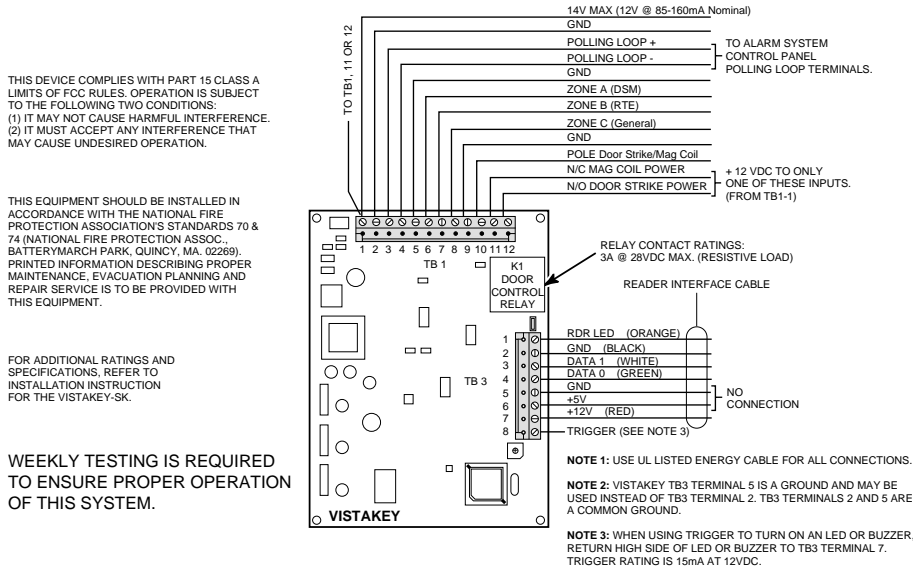 14V MAX (12V @ 85-160mA Nominal)
GND
POLLING LOOP +
POLLING LOOP -
TO ALARM SYSTEM
CONTROL PANEL
POLLING LOOP TERMINALS.
GND
ZONE A (DSM)
ZONE B (RTE)
ZONE C (General)
GND
POLE Door Strike/Mag Coil
N/C MAG COIL POWER
N/O DOOR STRIKE POWER
+ 12 VDC TO ONLY
ONE OF THESE INPUTS.
(FROM TB1-1)
TO TB1, 11 OR 12
THIS DEVICE COMPLIES WITH PART 15 CLASS A
LIMITS OF FCC RULES. OPERATION IS SUBJECT
TO THE FOLLOWING TWO CONDITIONS:
(1) IT MAY NOT CAUSE HARMFUL INTERFERENCE.
(2) IT MUST ACCEPT ANY INTERFERENCE THAT
MAY CAUSE UNDESIRED OPERATION.
THIS EQUIPMENT SHOULD BE INSTALLED IN
ACCORDANCE WITH THE NATIONAL FIRE
PROTECTION ASSOCIATION'S STANDARDS 70 &
74 (NATIONAL FIRE PROTECTION ASSOC.,
BATTERYMARCH PARK, QUINCY, MA. 02269).
PRINTED INFORMATION DESCRIBING PROPER
MAINTENANCE, EVACUATION PLANNING AND
REPAIR SERVICE IS TO BE PROVIDED WITH
THIS EQUIPMENT.
FOR ADDITIONAL RATINGS AND
SPECIFICATIONS, REFER TO
INSTALLATION INSTRUCTION
FOR THE VISTAKEY-SK.
WEEKLY TESTING IS REQUIRED
TO ENSURE PROPER OPERATION
OF THIS SYSTEM.
1 2 3 4 5 6 7 8 9 10 11 12
TB 1
K1
DOOR
CONTROL
RELAY
RELAY CONTACT RATINGS:
3A @ 28VDC MAX. (RESISTIVE LOAD)
READER INTERFACE CABLE
TB 3
1 RDR LED (ORANGE)
2 GND (BLACK)
3 DATA 1 (WHITE)
4 DATA 0 (GREEN)
5 GND
6 +5V
7 +12V (RED)
8 TRIGGER (SEE NOTE 3)
NO
CONNECTION
VISTAKEY
NOTE 1: USE UL LISTED ENERGY CABLE FOR ALL CONNECTIONS.
NOTE 2: VISTAKEY TB3 TERMINAL 5 IS A GROUND AND MAY BE
USED INSTEAD OF TB3 TERMINAL 2. TB3 TERMINALS 2 AND 5 ARE
A COMMON GROUND.
NOTE 3: WHEN USING TRIGGER TO TURN ON AN LED OR BUZZER,
RETURN HIGH SIDE OF LED OR BUZZER TO TB3 TERMINAL 7.
TRIGGER RATING IS 15mA AT 12VDC.